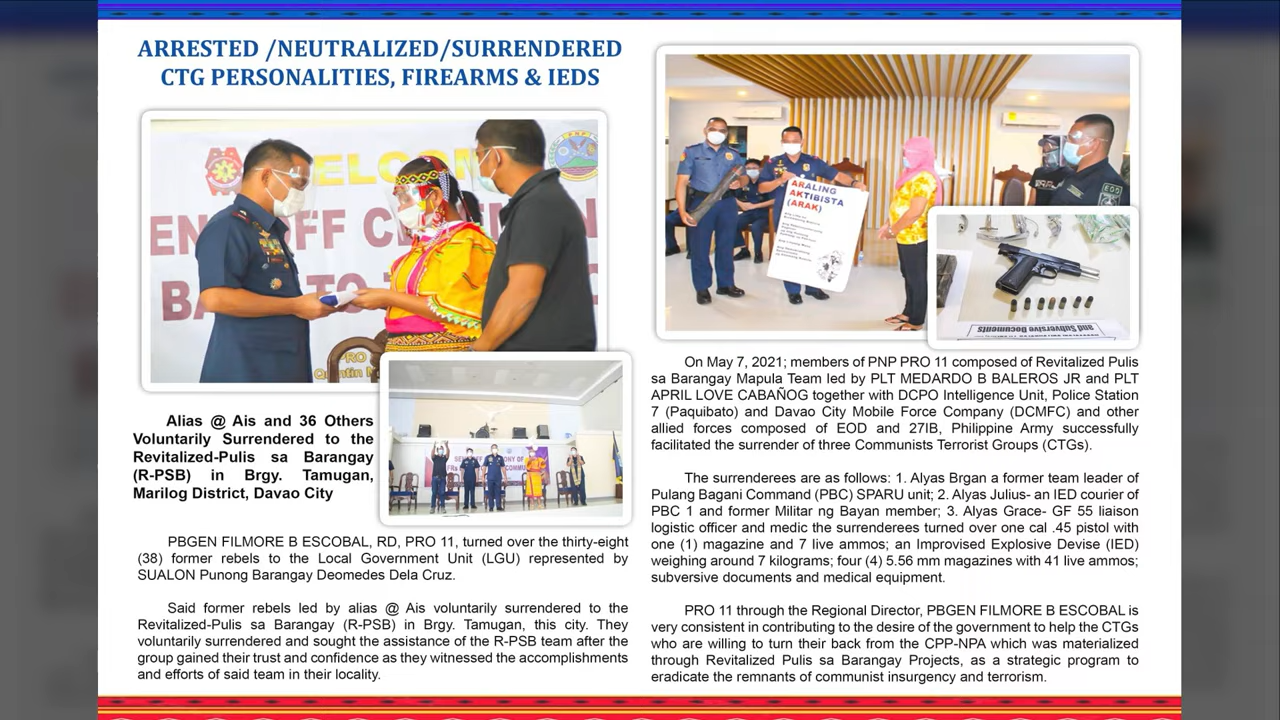 ARRESTED /NEUTRALIZED/SURRENDERED
CTG PERSONALITIES, FIREARMS & IEDS
Alias @ Ais and 36 Others
Voluntarily Surrendered to the
Revitalized-Pulis sa Barangay
(R-PSB) in Brgy. Tamugan,
Marilog District, Davao City
PBGEN FILMORE B ESCOBAL, RD, PRO 11, turned over the thirty-eight
(38) former rebels to the Local Government Unit (LGU) represented by
SUALON Punong Barangay Deomedes Dela Cruz.
Said former rebels led by alias @ Ais voluntarily surrendered to the
Revitalized-Pulis sa Barangay (R-PSB) in Brgy. Tamugan, this city. They
voluntarily surrendered and sought the assistance of the R-PSB team after the
group gained their trust and confidence as they witnessed the accomplishments
and efforts of said team in their locality.
ARALING
AKTIBISTA
(ARAK)
EOD
and Subversive Documents
On May 7, 2021; members of PNP PRO 11 composed of Revitalized Pulis
sa Barangay Mapula Team led by PLT MEDARDO B BALEROS JR and PLT
APRIL LOVE CABAÑOG together with DCPO Intelligence Unit, Police Station
7 (Paquibato) and Davao City Mobile Force Company (DCMFC) and other
allied forces composed of EOD and 27IB, Philippine Army successfully
facilitated the surrender of three Communists Terrorist Groups (CTGs).
The surrenderees are as follows: 1. Alyas Brgan a former team leader of
Pulang Bagani Command (PBC) SPARU unit; 2. Alyas Julius- an IED courier of
PBC 1 and former Militar ng Bayan member; 3. Alyas Grace- GF 55 liaison
logistic officer and medic the surrenderees turned over one cal .45 pistol with
one (1) magazine and 7 live ammos; an Improvised Explosive Devise (IED)
weighing around 7 kilograms; four (4) 5.56 mm magazines with 41 live ammos;
subversive documents and medical equipment.
PRO 11 through the Regional Director, PBGEN FILMORE B ESCOBAL is
very consistent in contributing to the desire of the government to help the CTGs
who are willing to turn their back from the CPP-NPA which was materialized
through Revitalized Pulis sa Barangay Projects, as a strategic program to
eradicate the remnants of communist insurgency and terrorism.